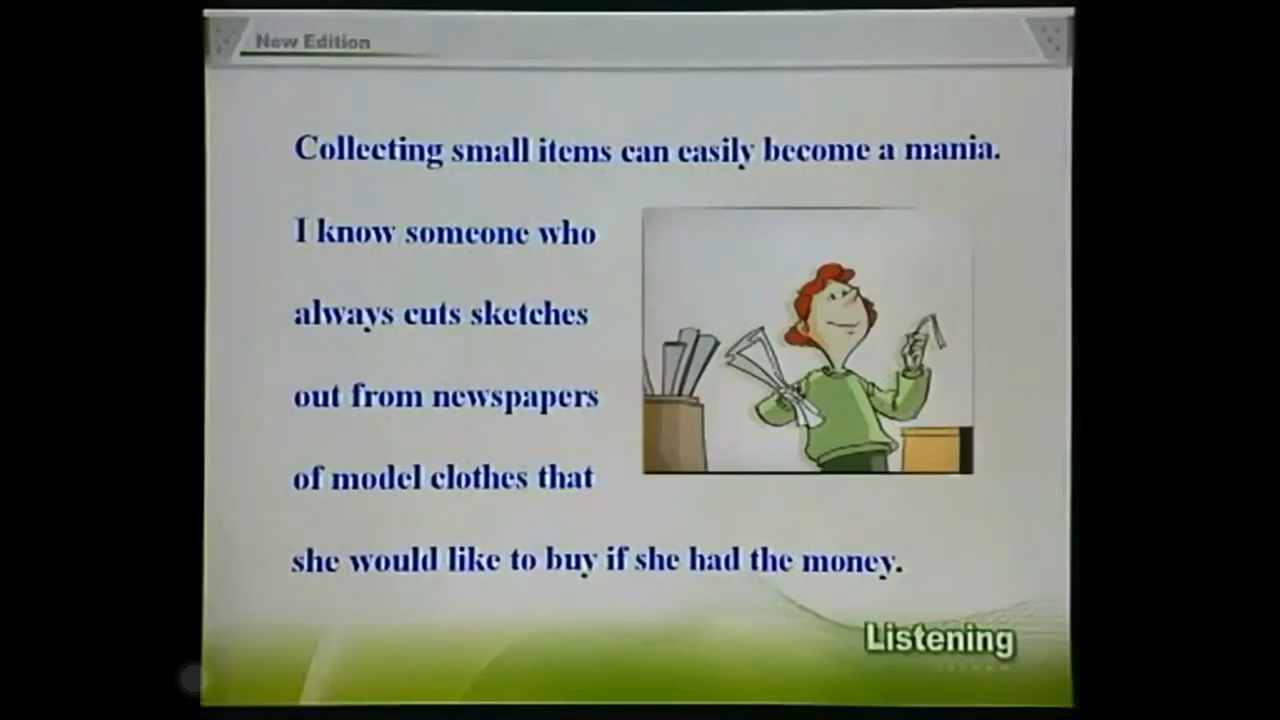 New Edition
Collecting small items can easily become a mania.
I know someone who
always cuts sketches
out from newspapers
of model clothes that
she would like to buy if she had the money.
Listening